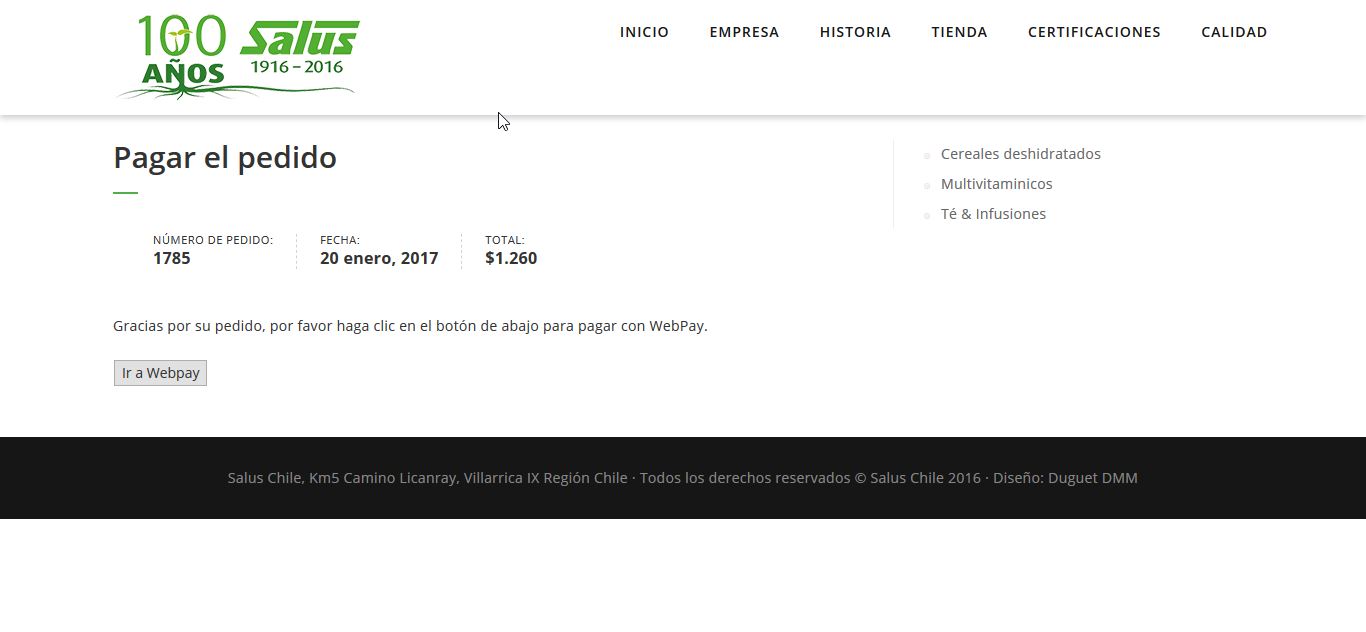 100 Salus
AÑOS 1916 – 2016
INICIO EMPRESA HISTORIA TIENDA CERTIFICACIONES CALIDAD
Pagar el pedido
NÚMERO DE PEDIDO: FECHA: TOTAL:
1785 20 enero, 2017 $1.260
Gracias por su pedido, por favor haga clic en el botón de abajo para pagar con WebPay.
Ir a Webpay
Cereales deshidratados
Multivitaminicos
Té & Infusiones
Salus Chile, Km5 Camino Licanray, Villarrica IX Región Chile · Todos los derechos reservados © Salus Chile 2016 · Diseño: Duguet DMM